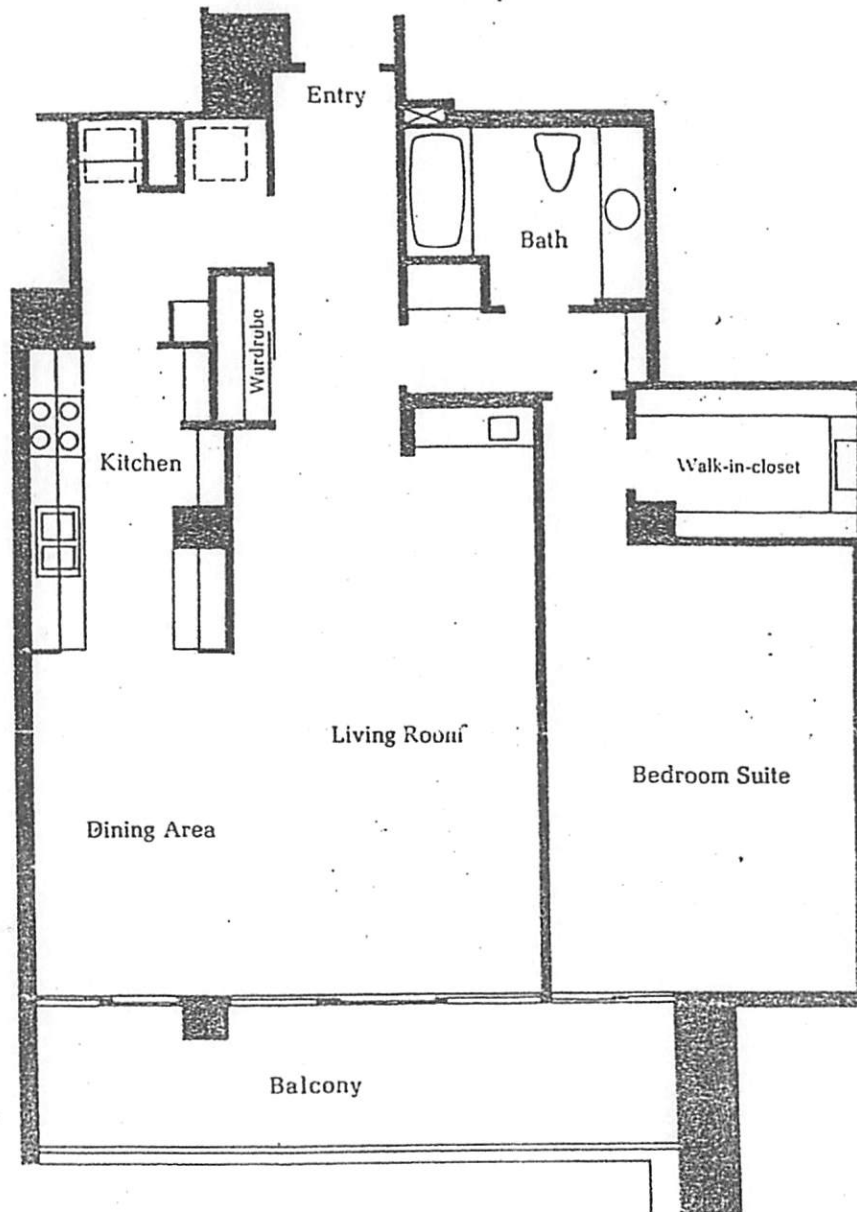 Entry
Bath
Wardrobe
Kitchen
Walk-in-closet
Living Room
Bedroom Suite
Dining Area
Balcony